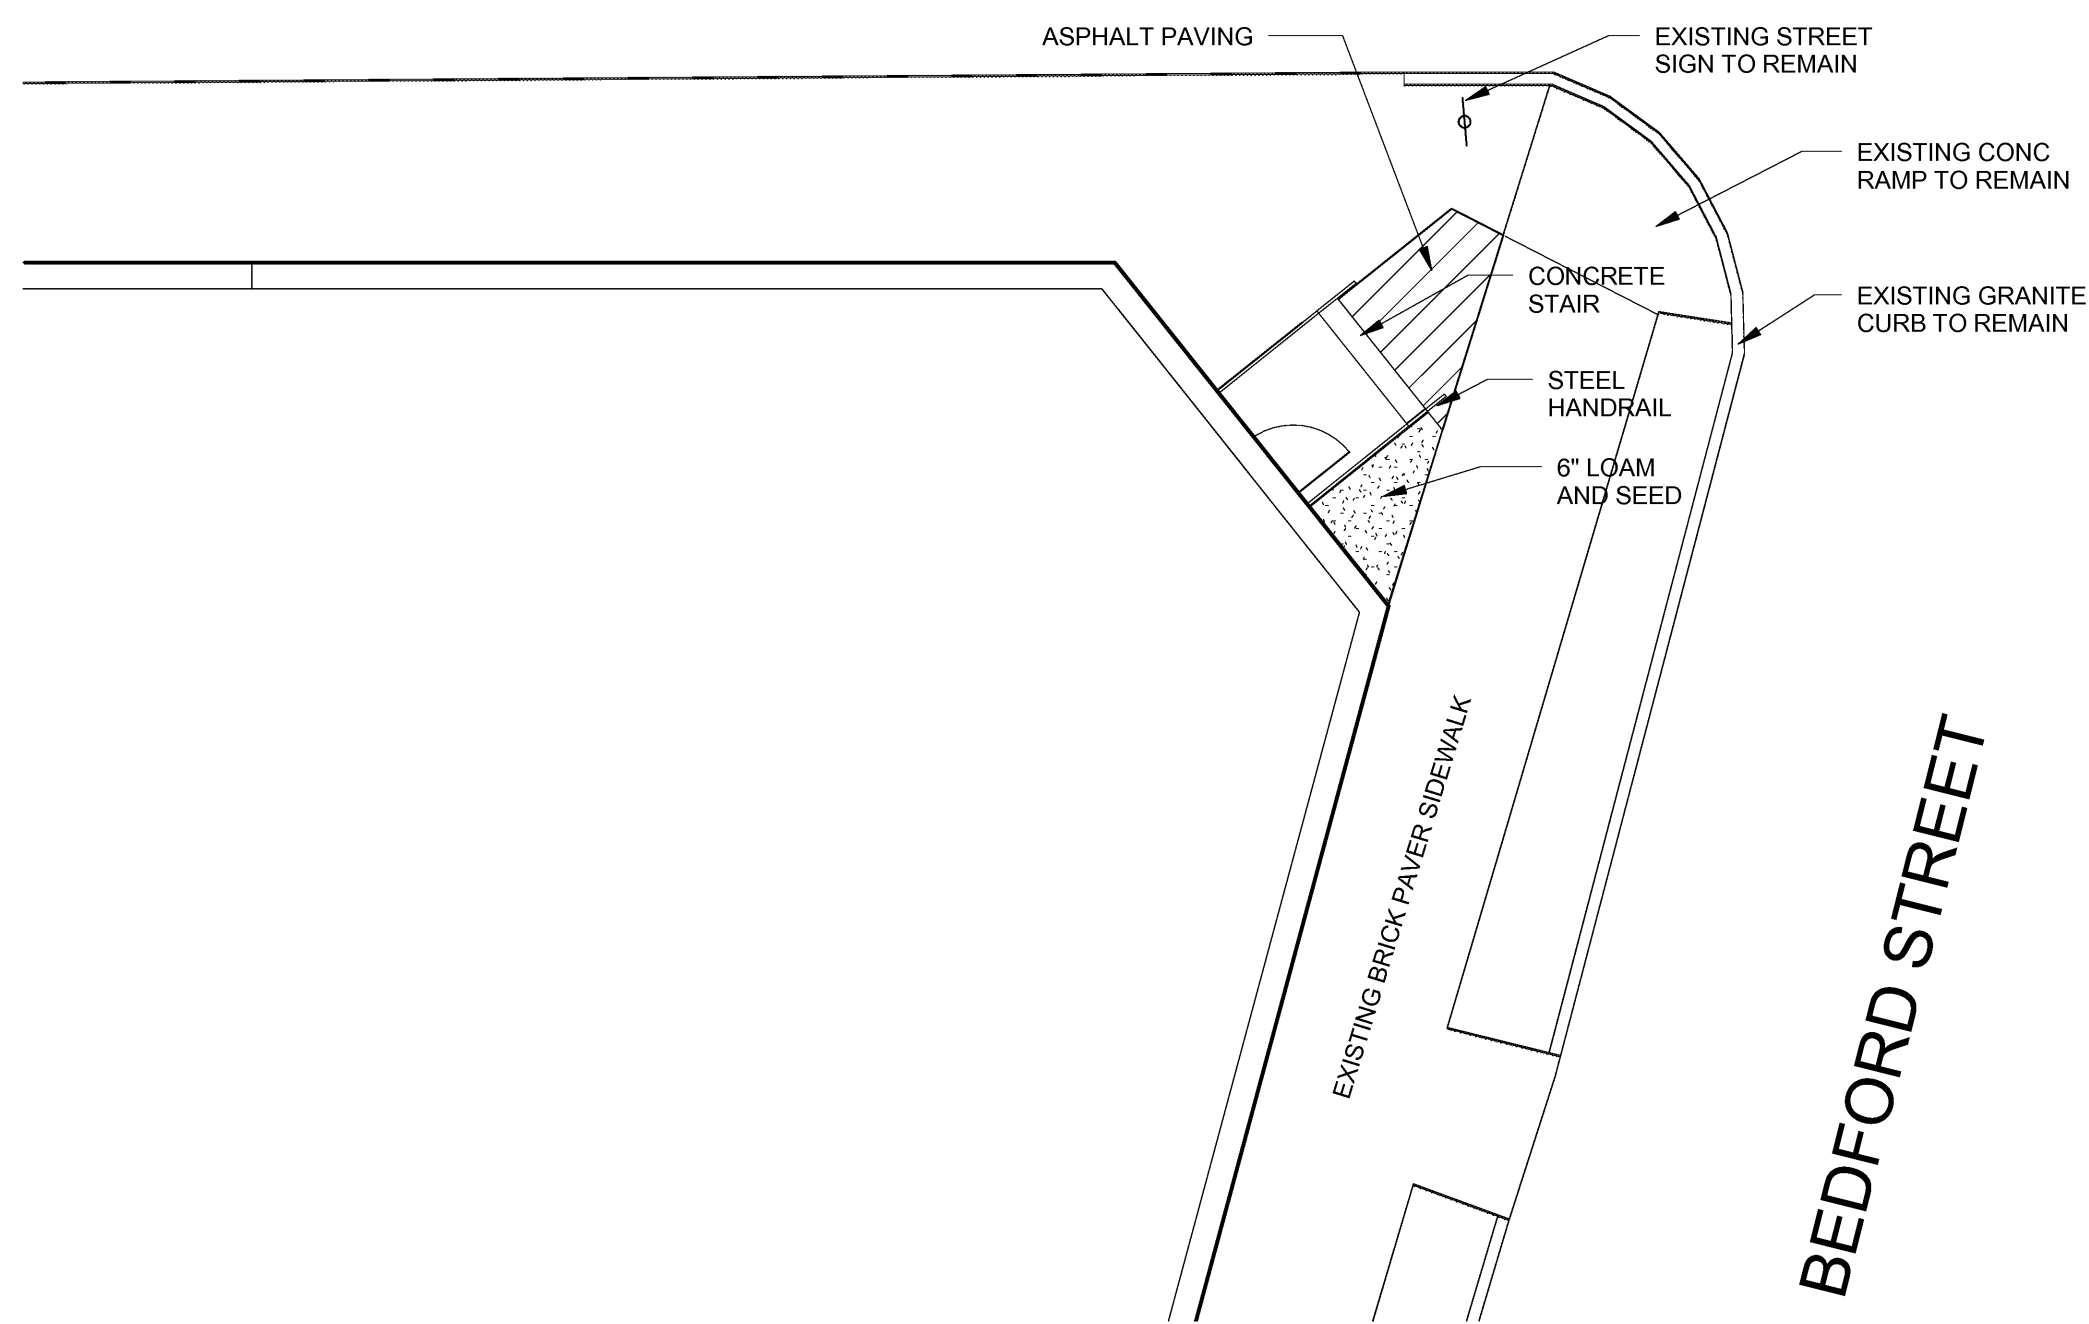 ASPHALT PAVING
EXISTING STREET
SIGN TO REMAIN
EXISTING CONC
RAMP TO REMAIN
CONCRETE
STAIR
EXISTING GRANITE
CURB TO REMAIN
STEEL
HANDRAIL
6" LOAM
AND SEED
EXISTING BRICK PAVER SIDEWALK
BEDFORD STREET